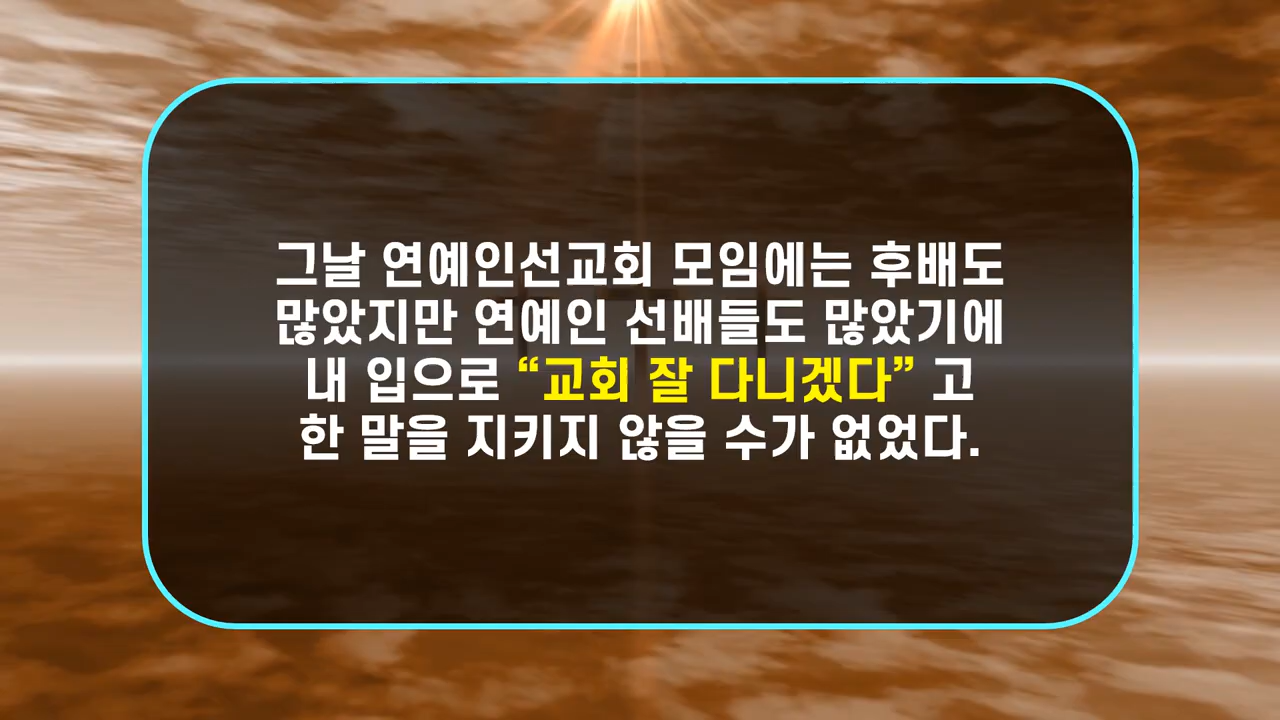 그날 연예인선교회 모임에는 후배도
많았지만 연예인 선배들도 많았기에
내 입으로 “교회 잘 다니겠다” 고
한 말을 지키지 않을 수가 없었다.